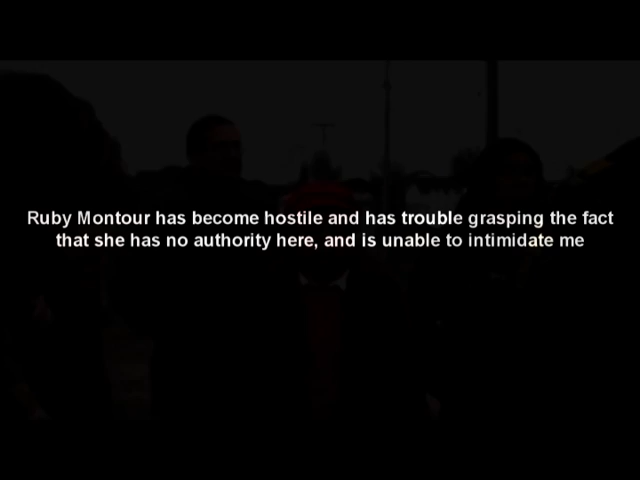 Ruby Montour has become hostile and has trouble grasping the fact
that she has no authority here, and is unable to intimidate me